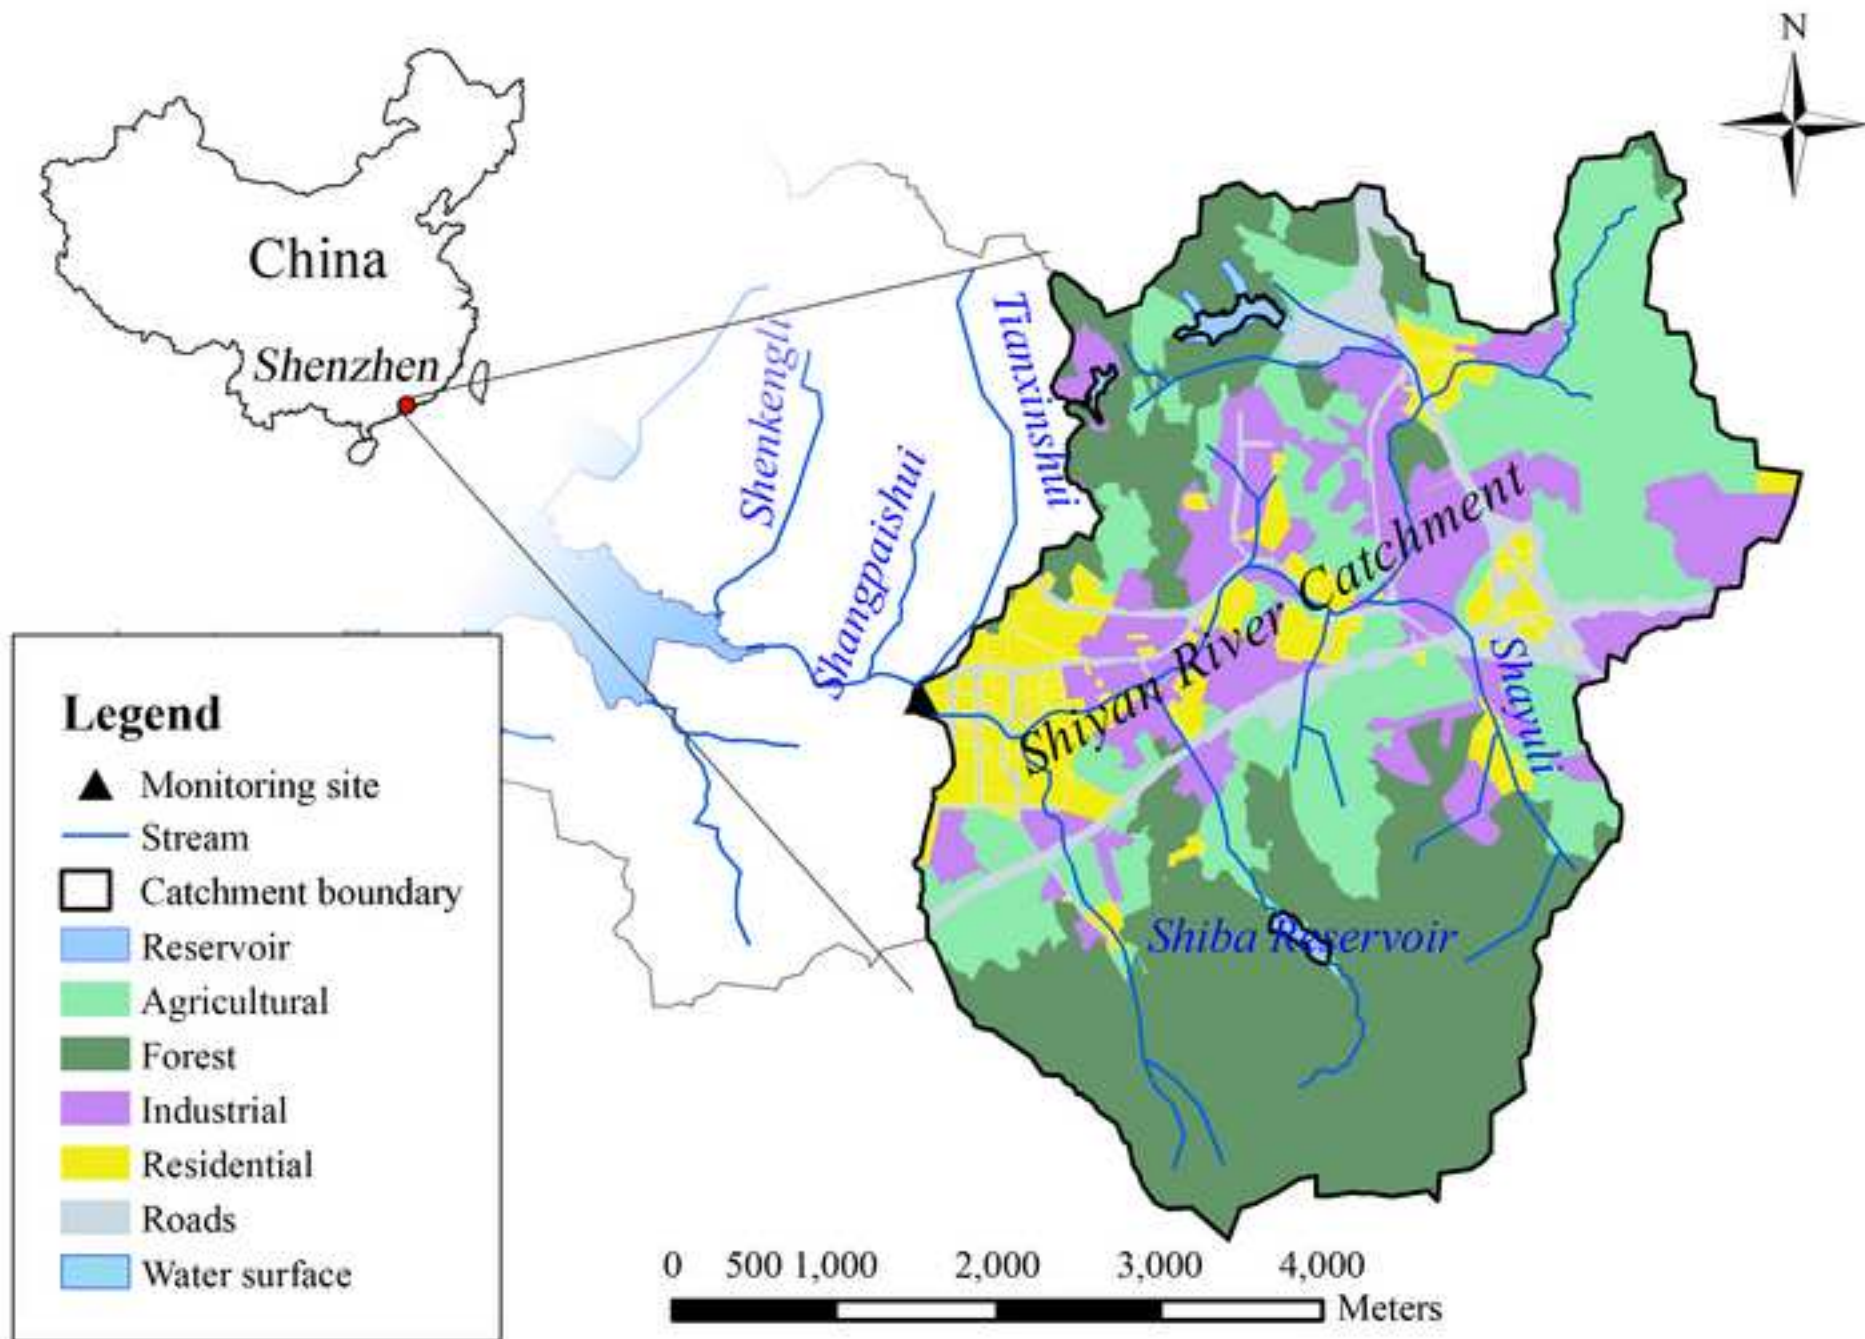 N
China
Shenzhen
Shenkengli
Shangpaishui
Tianxinshui
Shiyan River Catchment
Shayuli
Shiba Reservoir
Legend
Monitoring site
Stream
Catchment boundary
Reservoir
Agricultural
Forest
Industrial
Residential
Roads
Water surface
0 500 1,000 2,000 3,000 4,000
Meters